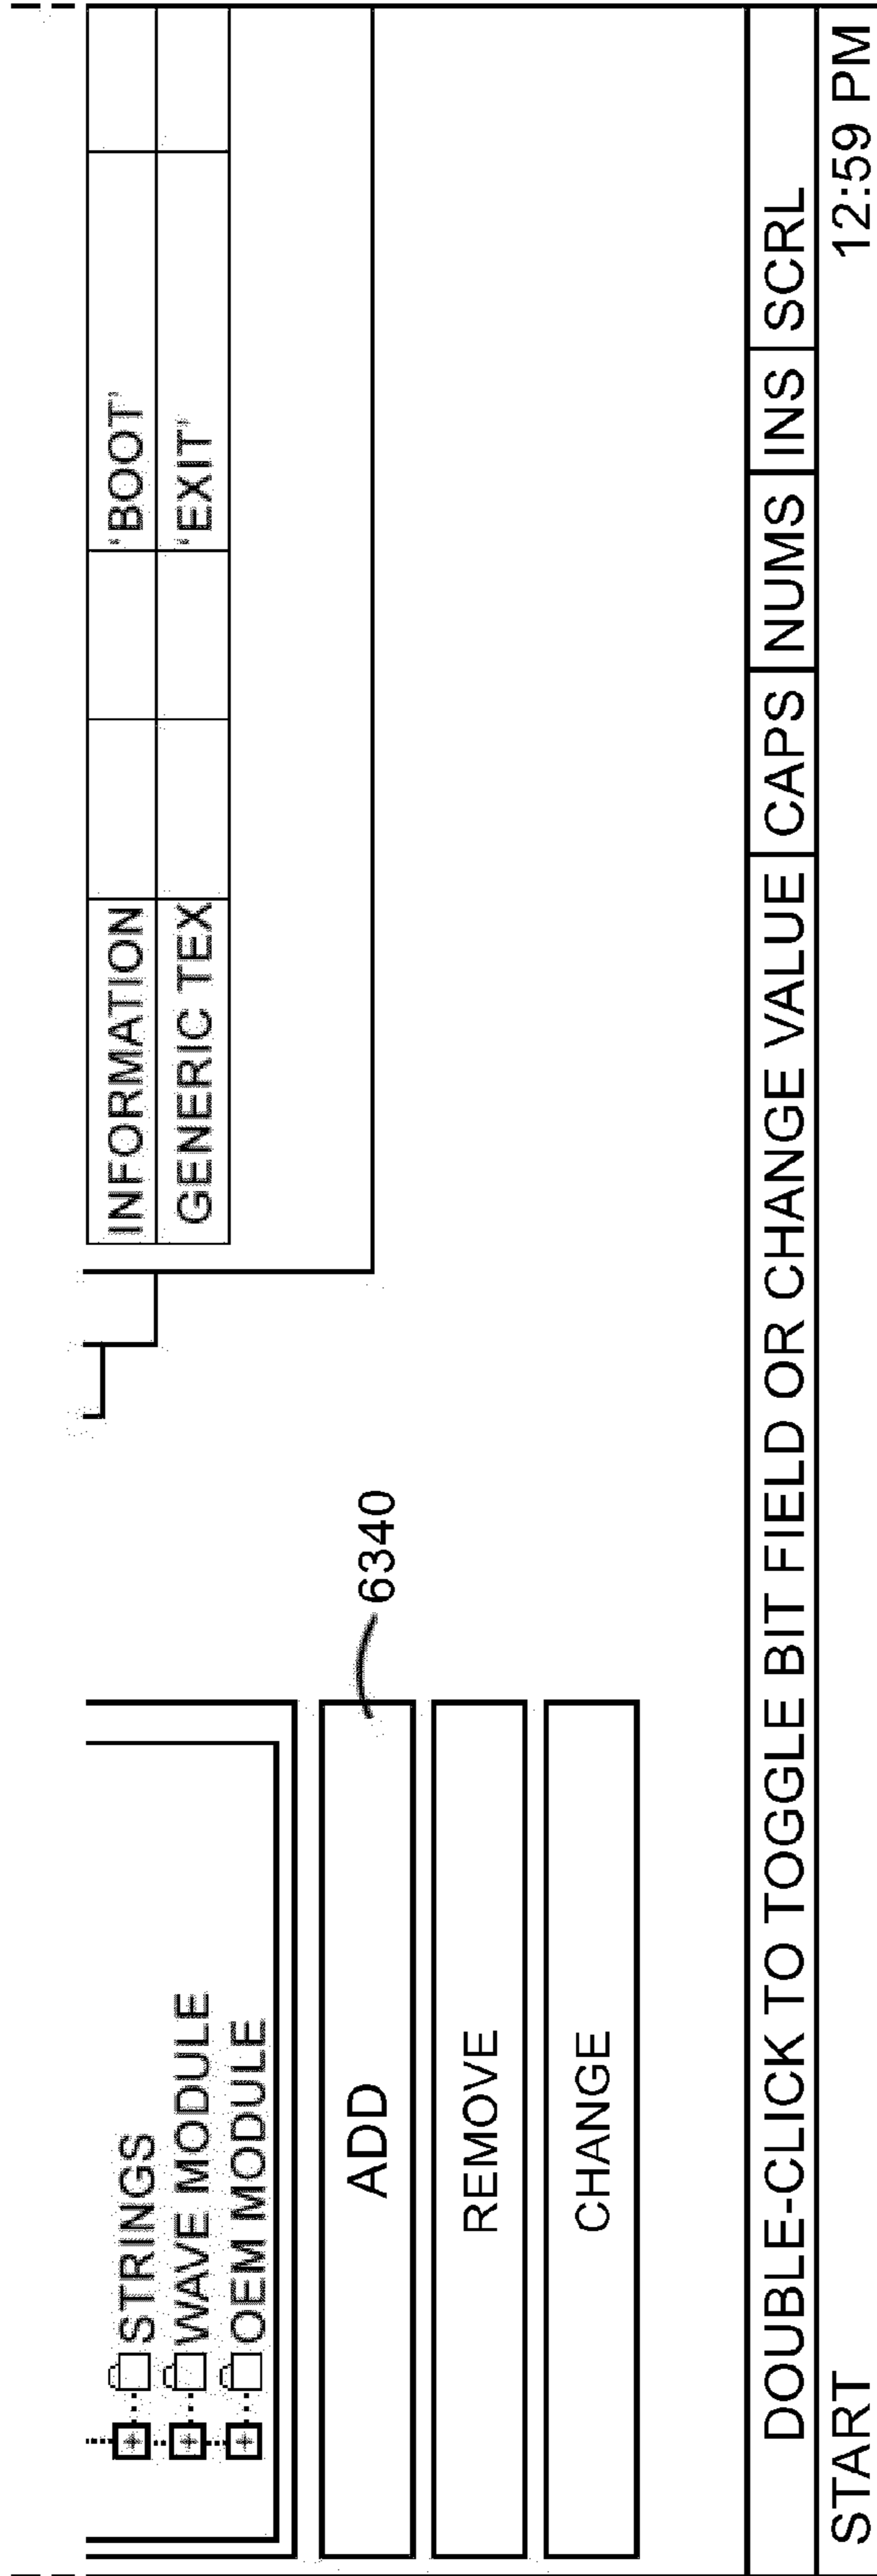 STRINGS
WAVE MODULE
OEM MODULE
INFORMATION 'BOOT'
GENERIC TEX 'EXIT'
ADD
6340
REMOVE
CHANGE
DOUBLE-CLICK TO TOGGLE BIT FIELD OR CHANGE VALUE CAPS NUMS INS SCRL
START 12:59 PM